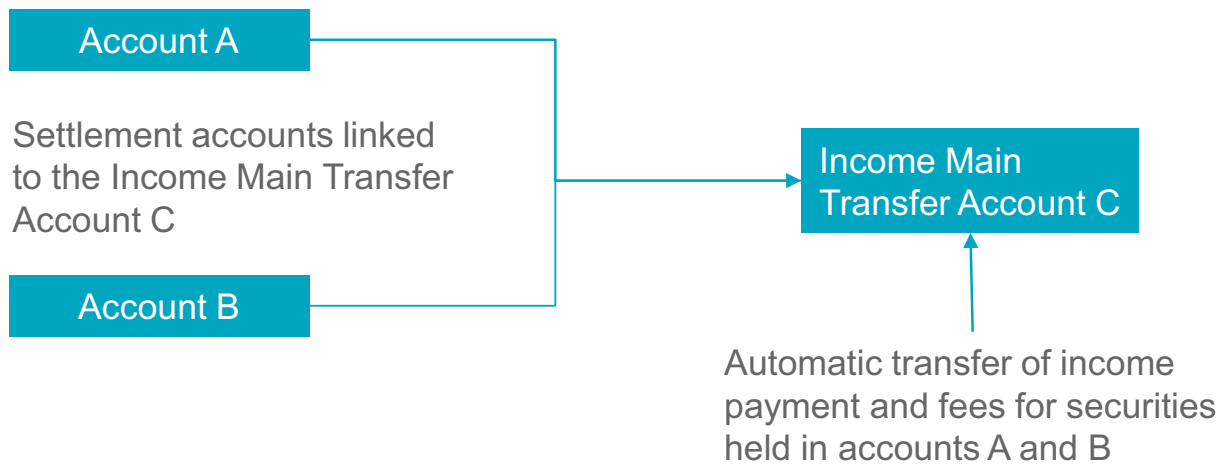 Account A
Settlement accounts linked
to the Income Main Transfer
Account C
Account B
Income Main
Transfer Account C
Automatic transfer of income
payment and fees for securities
held in accounts A and B